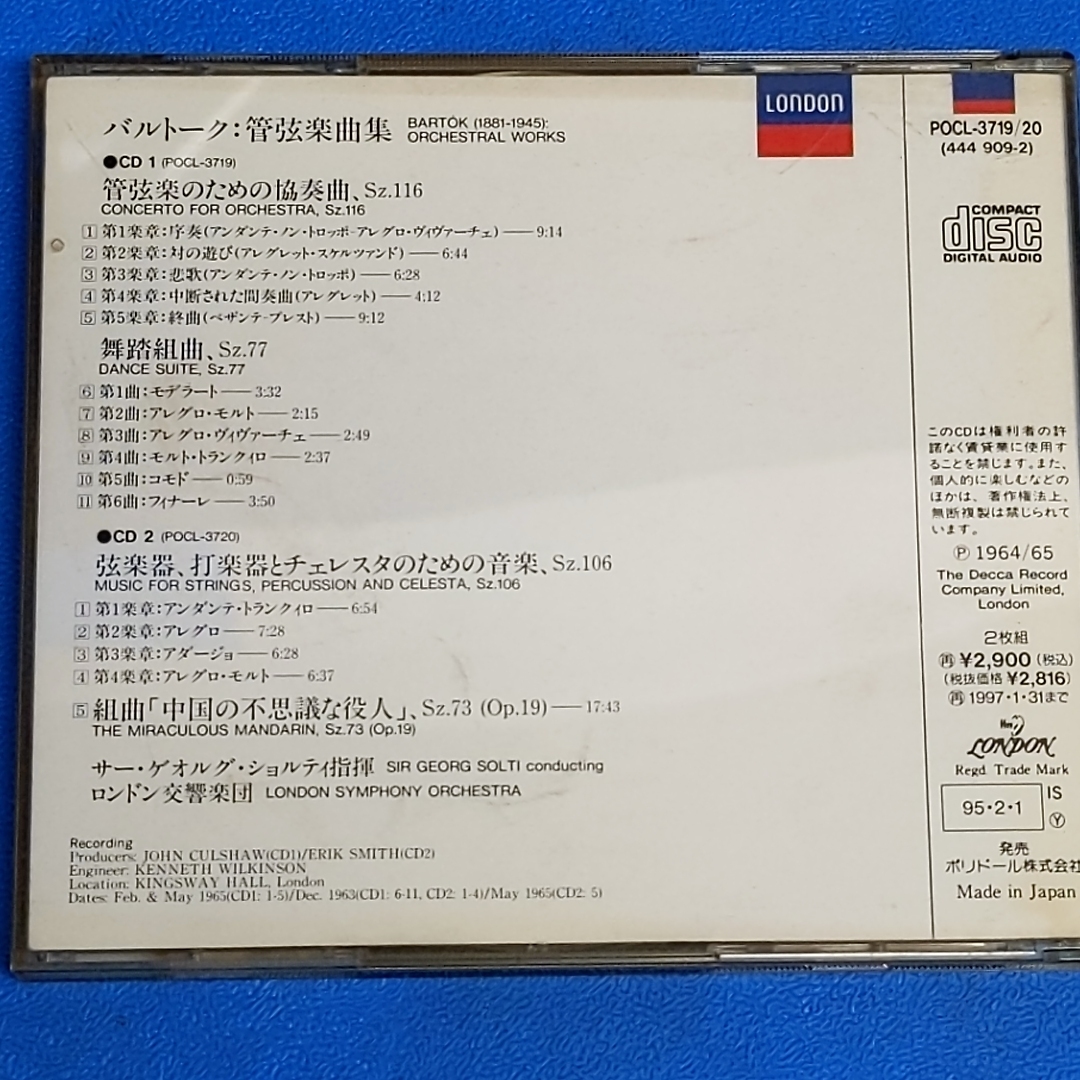 バルトーク:管弦楽曲集 BARTÓK (1881-1945):
ORCHESTRAL WORKS
●CD 1 (POCL-3719)
管弦楽のための協奏曲、Sz.116
CONCERTO FOR ORCHESTRA, Sz.116
1 第1楽章:序奏(アンダンテ・ノン・トロッポ-アレグロ・ヴィヴァーチェ)——9:14
2 第2楽章:対の遊び(アレグレット・スケルツァンド)——6:44
3 第3楽章:悲歌(アンダンテ・ノン・トロッポ)——6:28
4 第4楽章:中断された間奏曲(アレグレット)——4:12
5 第5楽章:終曲(ペザンテ-プレスト)——9:12
舞踏組曲、Sz.77
DANCE SUITE, Sz.77
6 第1曲:モデラート——3:32
7 第2曲:アレグロ・モルト——2:15
8 第3曲:アレグロ・ヴィヴァーチェ——2:49
9 第4曲:モルト・トランクィロ——2:37
10 第5曲:コモド——0:59
11 第6曲:フィナーレ——3:50
●CD 2 (POCL-3720)
弦楽器、打楽器とチェレスタのための音楽、Sz.106
MUSIC FOR STRINGS, PERCUSSION AND CELESTA, Sz.106
1 第1楽章:アンダンテ・トランクィロ——6:54
2 第2楽章:アレグロ——7:28
3 第3楽章:アダージョ——6:28
4 第4楽章:アレグロ・モルト——6:37
5 組曲「中国の不思議な役人」、Sz.73 (Op.19)——17:43
THE MIRACULOUS MANDARIN, Sz.73 (Op.19)
サー・ゲオルグ・ショルティ指揮 SIR GEORG SOLTI conducting
ロンドン交響楽団 LONDON SYMPHONY ORCHESTRA
Recording
Producers: JOHN CULSHAW(CD1)/ERIK SMITH(CD2)
Engineer: KENNETH WILKINSON
Location: KINGSWAY HALL, London
Dates: Feb. & May 1965(CD1: 1-5)/Dec. 1963(CD1: 6-11, CD2: 1-4)/May 1965(CD2: 5)
LONDON
POCL-3719/20
(444 909-2)
COMPACT
disc
DIGITAL AUDIO
このCDは権利者の許
諾なく賃貸業に使用す
ることを禁じます。また、
個人的に楽しむなどの
ほかは、著作権法上、
無断複製は禁じられて
います。
Ⓟ 1964/65
The Decca Record
Company Limited,
London
2枚組
再 ¥2,900 (税込)
(税抜価格 ¥2,816)
再 1997・1・31まで
LONDON
Regd. Trade Mark
95・2・1
IS
Ⓨ
発売
ポリドール株式会社
Made in Japan